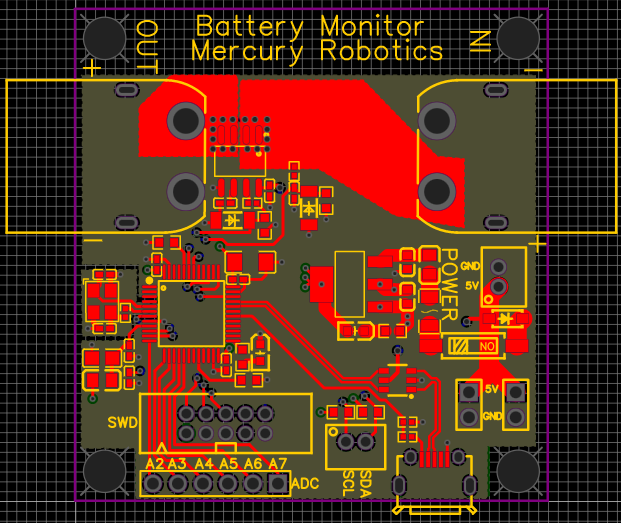 Battery Monitor
Mercury Robotics
OUT
IN
+
−
−
+
POWER
GND
5V
ON
5V
GND
SWD
A2 A3 A4 A5 A6 A7
ADC
SCL
SDA